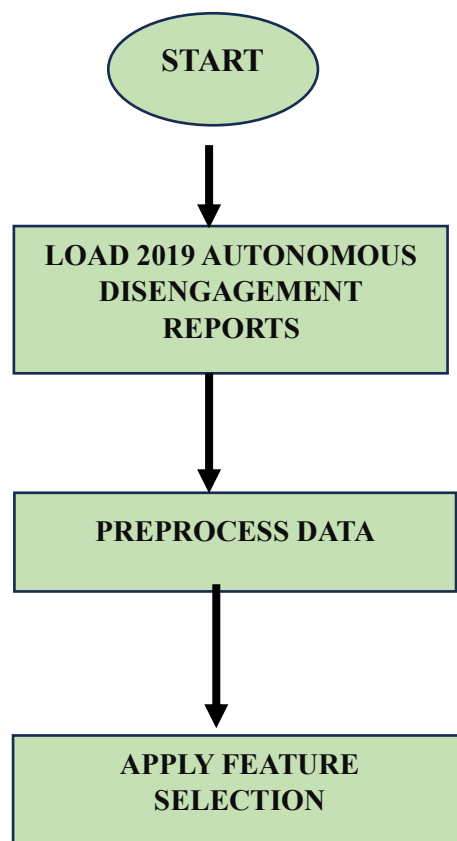 START
LOAD 2019 AUTONOMOUS
DISENGAGEMENT
REPORTS
PREPROCESS DATA
APPLY FEATURE
SELECTION